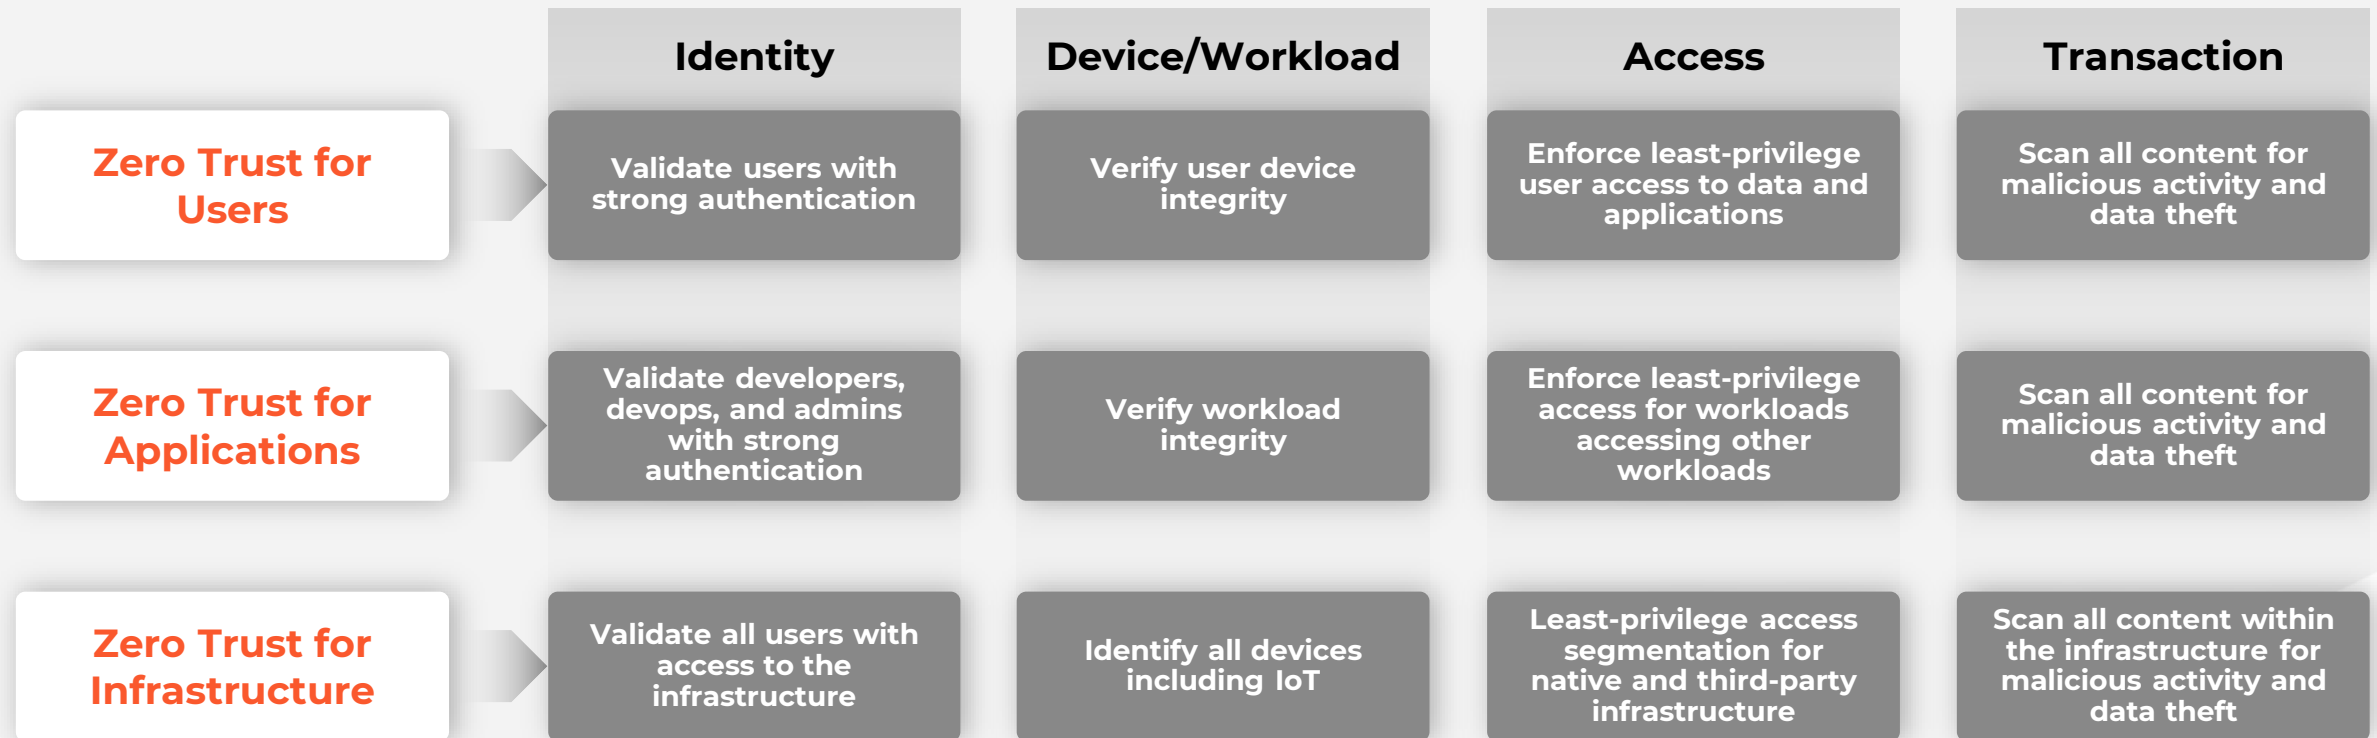 Identity
Device/Workload
Access
Transaction
Zero Trust for
Users
Validate users with
strong authentication
Verify user device
integrity
Enforce least-privilege
user access to data and
applications
Scan all content for
malicious activity and
data theft
Zero Trust for
Applications
Validate developers,
devops, and admins
with strong
authentication
Verify workload
integrity
Enforce least-privilege
access for workloads
accessing other
workloads
Scan all content for
malicious activity and
data theft
Zero Trust for
Infrastructure
Validate all users with
access to the
infrastructure
Identify all devices
including IoT
Least-privilege access
segmentation for
native and third-party
infrastructure
Scan all content within
the infrastructure for
malicious activity and
data theft